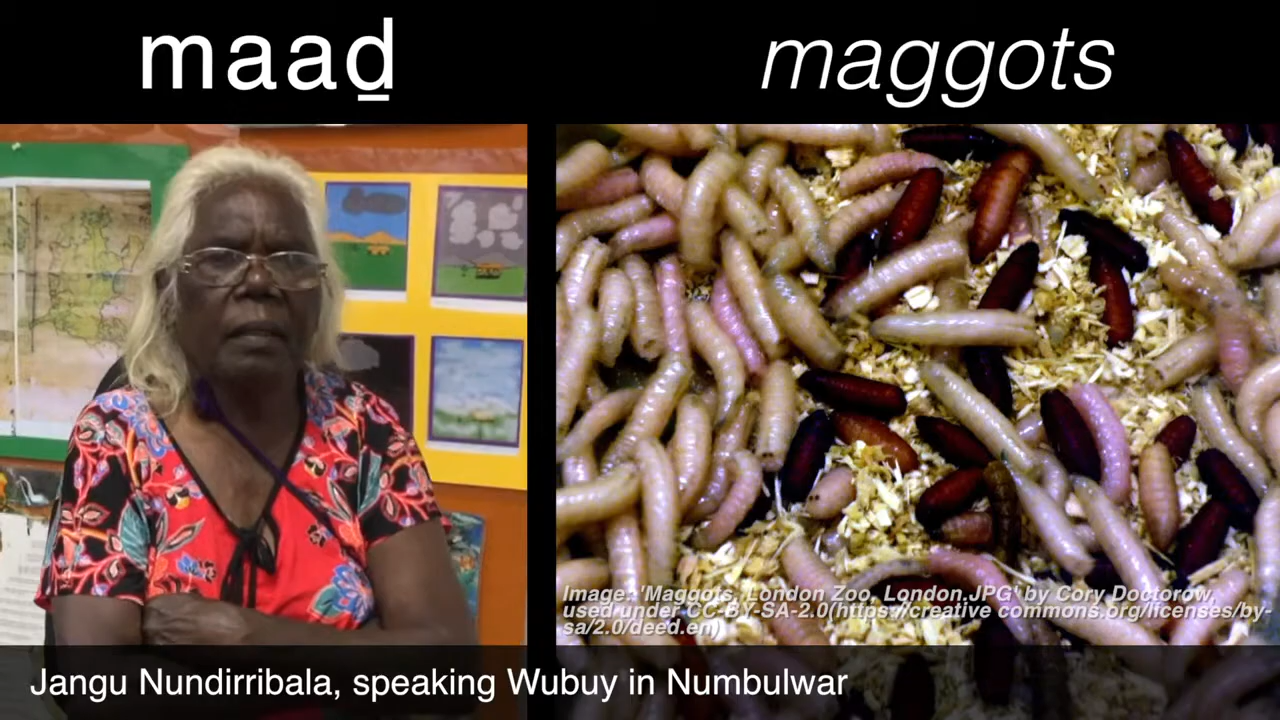 maaḏ
maggots
Image: 'Maggots, London Zoo, London.JPG' by Cory Doctorow,
used under CC-BY-SA-2.0(https://creative commons.org/licenses/by-
sa/2.0/deed.en)
Jangu Nundirribala, speaking Wubuy in Numbulwar